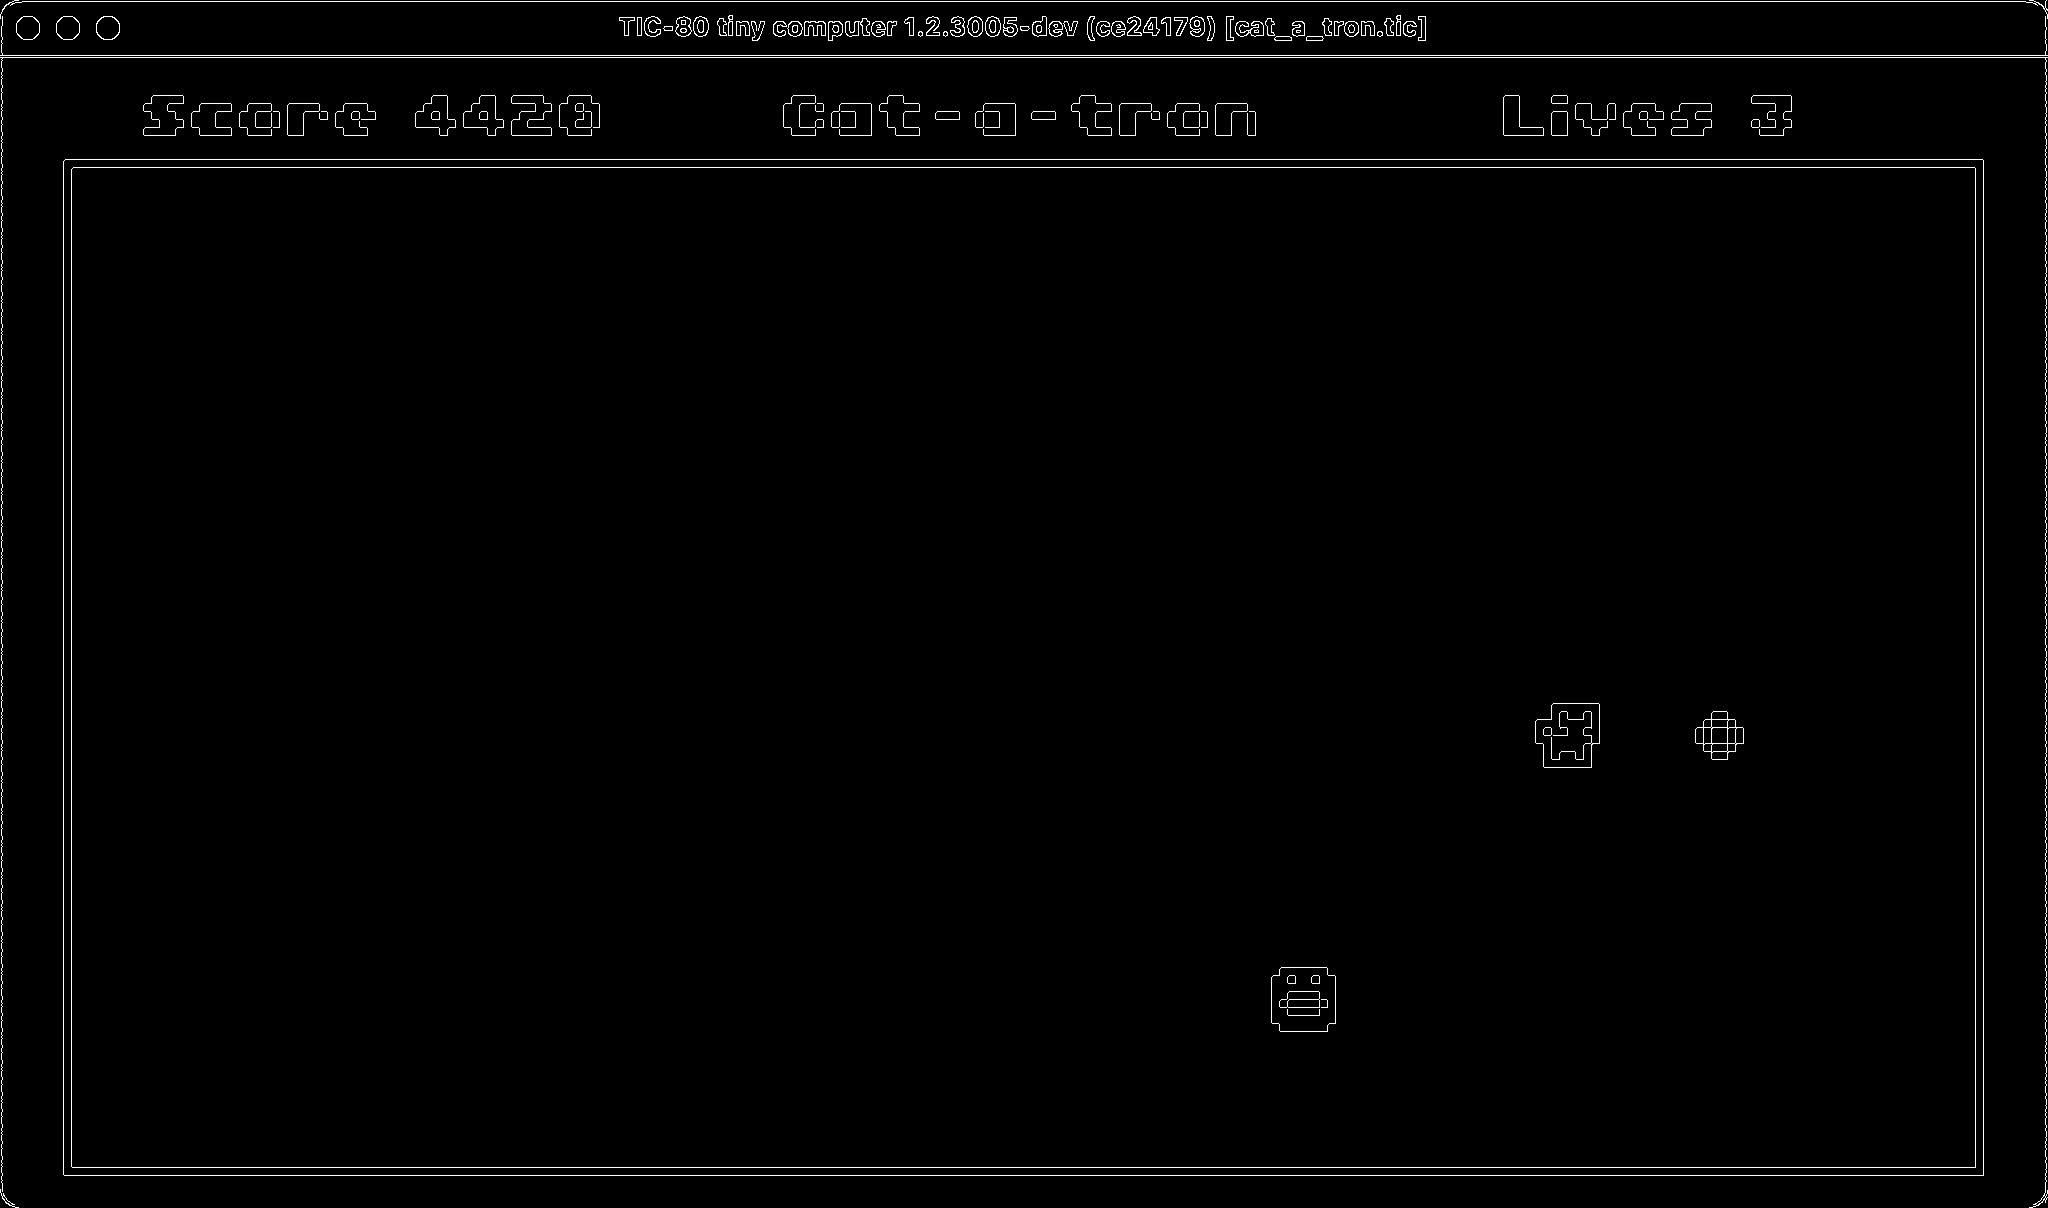 TIC-80 tiny computer 1.2.3005-dev (ce24179) [cat_a_tron.tic]
Score 4420 Cat-a-tron Lives 3